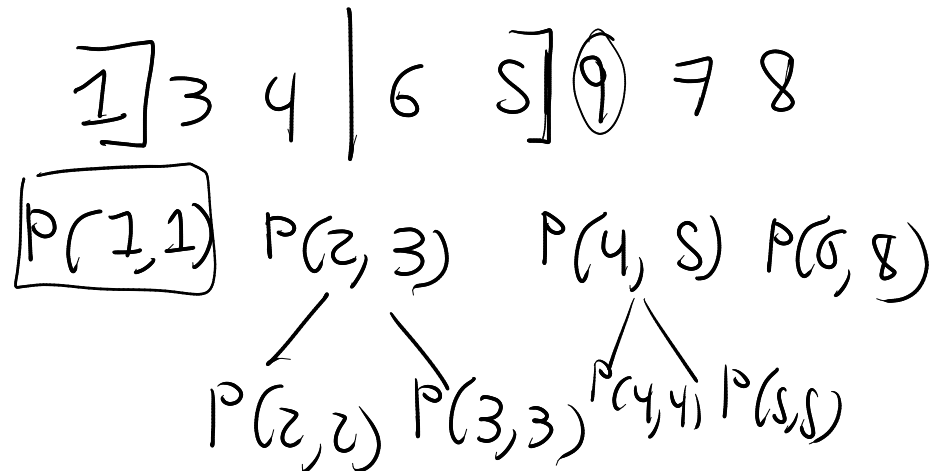 1] 3 4 | 6 5] 9 7 8
P(1,1) P(2,3) P(4,5) P(6,8)
P(2,2) P(3,3) P(4,4) P(5,5)